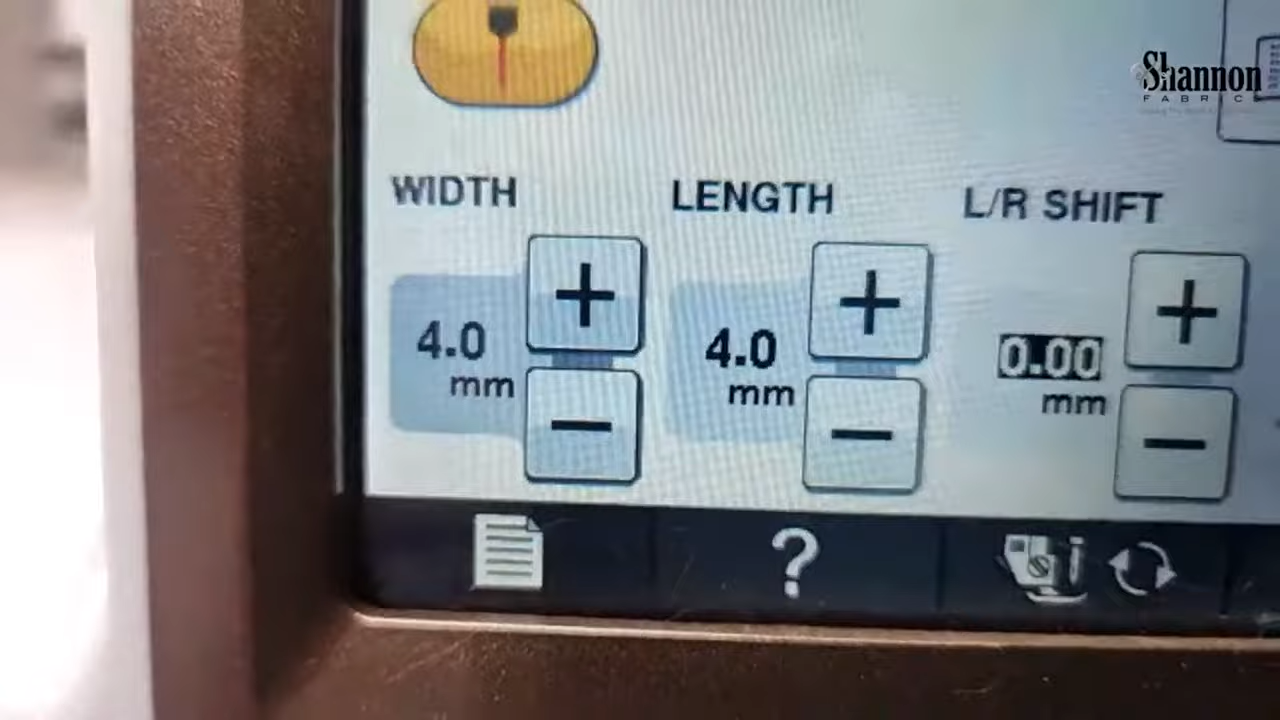 Shannon
FABRICS
WIDTH
LENGTH
L/R SHIFT
4.0
mm
4.0
mm
0.00
mm
?